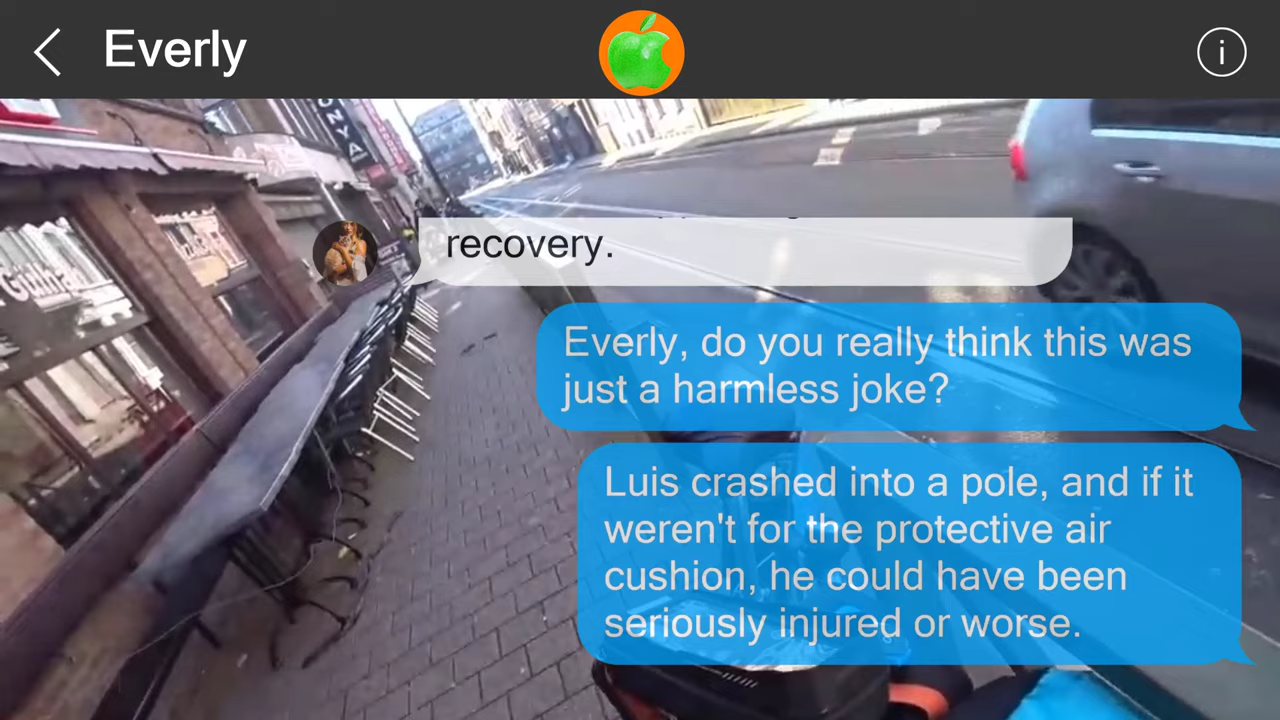 Everly
recovery.
Everly, do you really think this was
just a harmless joke?
Luis crashed into a pole, and if it
weren't for the protective air
cushion, he could have been
seriously injured or worse.